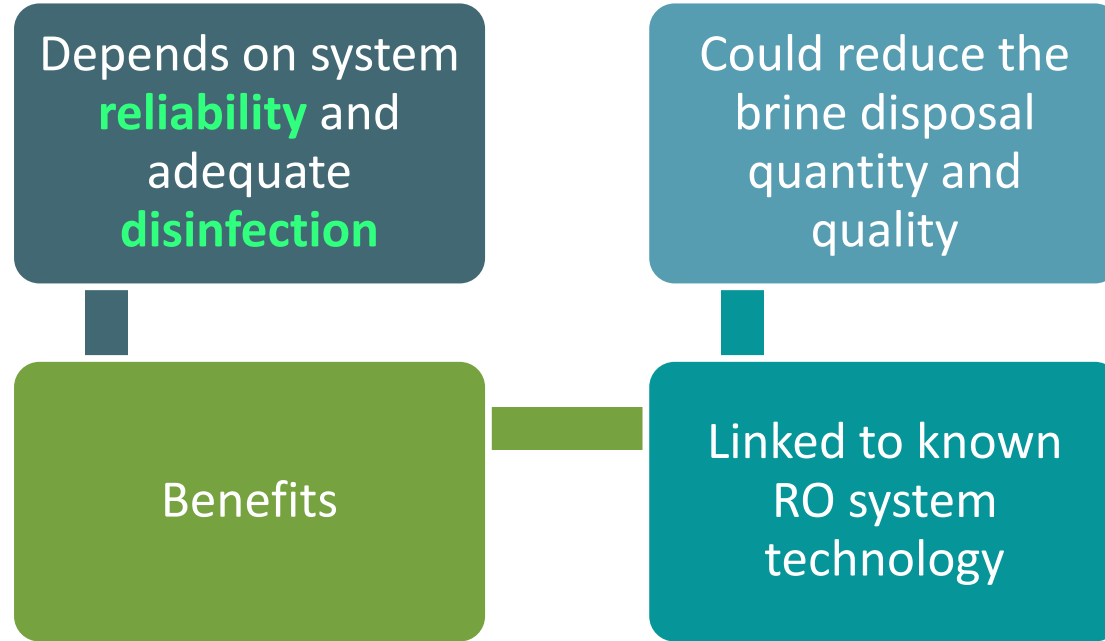 Depends on system
reliability and
adequate
disinfection
Benefits
Linked to known
RO system
technology
Could reduce the
brine disposal
quantity and
quality